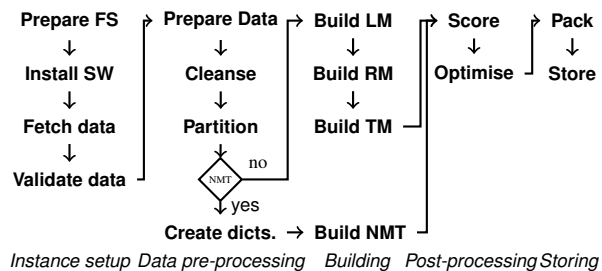 Prepare FS
Install SW
Fetch data
Validate data
Prepare Data
Cleanse
Partition
NMT
no
yes
Create dicts.
Build LM
Build RM
Build TM
Build NMT
Score
Optimise
Pack
Store
Instance setup Data pre-processing Building Post-processing Storing